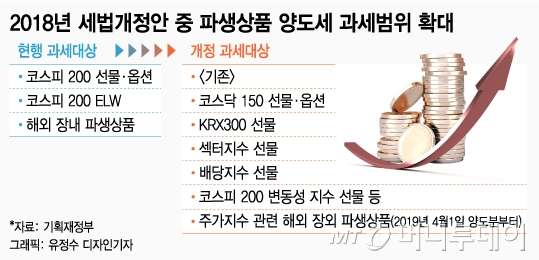 2018년 세법개정안 중 파생상품 양도세 과세범위 확대
현행 과세대상
· 코스피 200 선물·옵션
· 코스피 200 ELW
· 해외 장내 파생상품
개정 과세대상
· 〈기존〉
· 코스닥 150 선물·옵션
· KRX300 선물
· 섹터지수 선물
· 배당지수 선물
· 코스피 200 변동성 지수 선물 등
· 주가지수 관련 해외 장외 파생상품(2019년 4월1일 양도분부터)
*자료: 기획재정부
그래픽: 유정수 디자인기자
MT 머니투데이